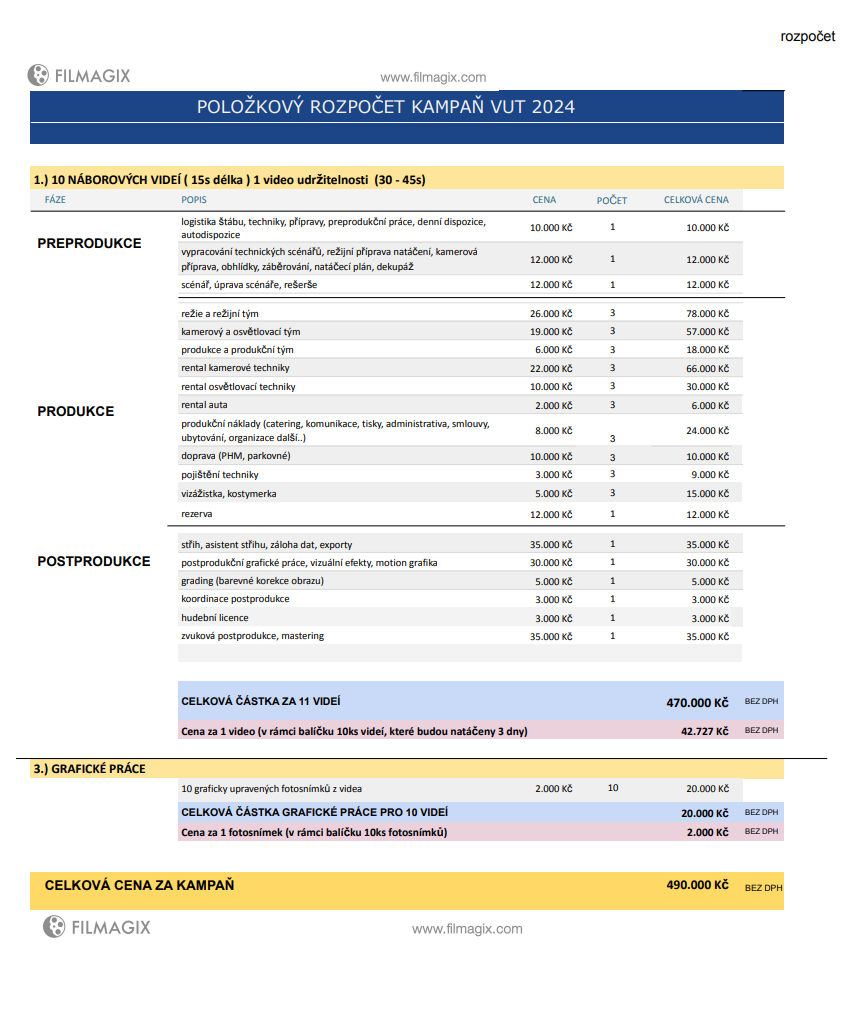 rozpočet
FILMAGIX www.filmagix.com
POLOŽKOVÝ ROZPOČET KAMPAŇ VUT 2024
1.) 10 NÁBOROVÝCH VIDEÍ ( 15s délka ) 1 video udržitelnosti (30 - 45s)
FÁZE POPIS CENA POČET CELKOVÁ CENA
PREPRODUKCE
logistika štábu, techniky, přípravy, preprodukční práce, denní dispozice,
autodispozice 10.000 Kč 1 10.000 Kč
vypracování technických scénářů, režijní příprava natáčení, kamerová
příprava, obhlídky, záběrování, natáčecí plán, dekupáž 12.000 Kč 1 12.000 Kč
scénář, úprava scénáře, rešerše 12.000 Kč 1 12.000 Kč
PRODUKCE
režie a režijní tým 26.000 Kč 3 78.000 Kč
kamerový a osvětlovací tým 19.000 Kč 3 57.000 Kč
produkce a produkční tým 6.000 Kč 3 18.000 Kč
rental kamerové techniky 22.000 Kč 3 66.000 Kč
rental osvětlovací techniky 10.000 Kč 3 30.000 Kč
rental auta 2.000 Kč 3 6.000 Kč
produkční náklady (catering, komunikace, tisky, administrativa, smlouvy,
ubytování, organizace další..) 8.000 Kč 3 24.000 Kč
doprava (PHM, parkovné) 10.000 Kč 3 10.000 Kč
pojištění techniky 3.000 Kč 3 9.000 Kč
vizážistka, kostymerka 5.000 Kč 3 15.000 Kč
rezerva 12.000 Kč 1 12.000 Kč
POSTPRODUKCE
střih, asistent střihu, záloha dat, exporty 35.000 Kč 1 35.000 Kč
postprodukční grafické práce, vizuální efekty, motion grafika 30.000 Kč 1 30.000 Kč
grading (barevné korekce obrazu) 5.000 Kč 1 5.000 Kč
koordinace postprodukce 3.000 Kč 1 3.000 Kč
hudební licence 3.000 Kč 1 3.000 Kč
zvuková postprodukce, mastering 35.000 Kč 1 35.000 Kč
CELKOVÁ ČÁSTKA ZA 11 VIDEÍ 470.000 Kč BEZ DPH
Cena za 1 video (v rámci balíčku 10ks videí, které budou natáčeny 3 dny) 42.727 Kč BEZ DPH
3.) GRAFICKÉ PRÁCE
10 graficky upravených fotosnímků z videa 2.000 Kč 10 20.000 Kč
CELKOVÁ ČÁSTKA GRAFICKÉ PRÁCE PRO 10 VIDEÍ 20.000 Kč BEZ DPH
Cena za 1 fotosnímek (v rámci balíčku 10ks fotosnímků) 2.000 Kč BEZ DPH
CELKOVÁ CENA ZA KAMPAŇ 490.000 Kč BEZ DPH
FILMAGIX www.filmagix.com